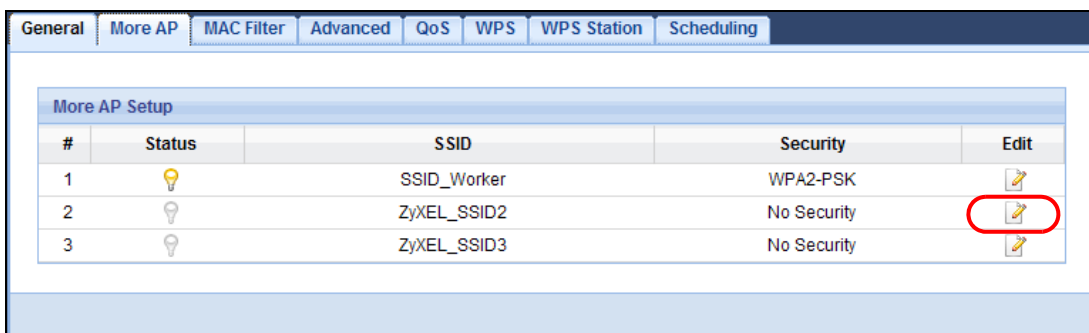 General More AP MAC Filter Advanced QoS WPS WPS Station Scheduling
More AP Setup
# Status SSID Security Edit
1 SSID_Worker WPA2-PSK
2 ZyXEL_SSID2 No Security
3 ZyXEL_SSID3 No Security